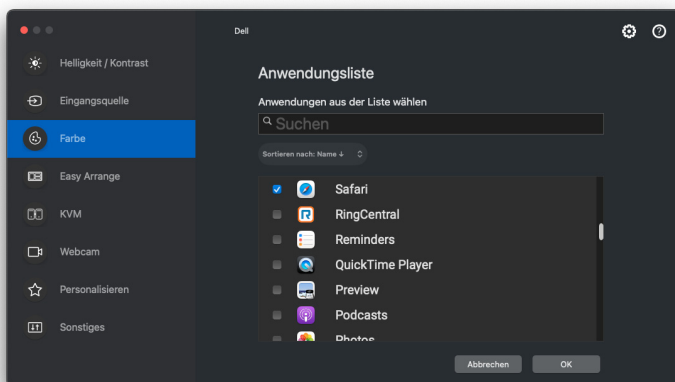 Dell
Helligkeit / Kontrast
Eingangsquelle
Farbe
Easy Arrange
KVM
Webcam
Personalisieren
Sonstiges
Anwendungsliste
Anwendungen aus der Liste wählen
Suchen
Sortieren nach: Name ↓
Safari
RingCentral
Reminders
QuickTime Player
Preview
Podcasts
Photos
Abbrechen
OK